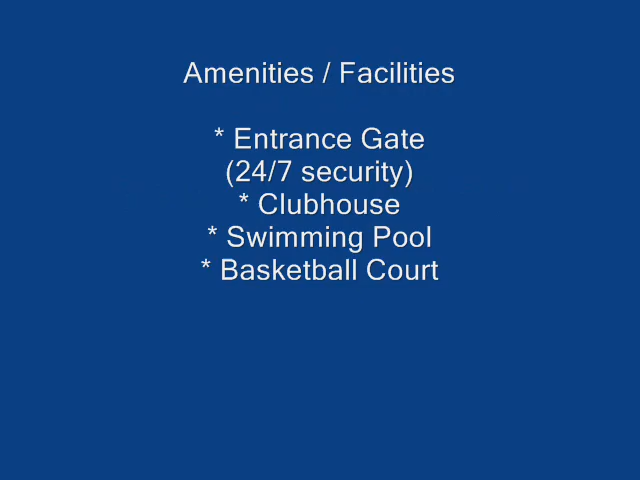 Amenities / Facilities
* Entrance Gate
(24/7 security)
* Clubhouse
* Swimming Pool
* Basketball Court